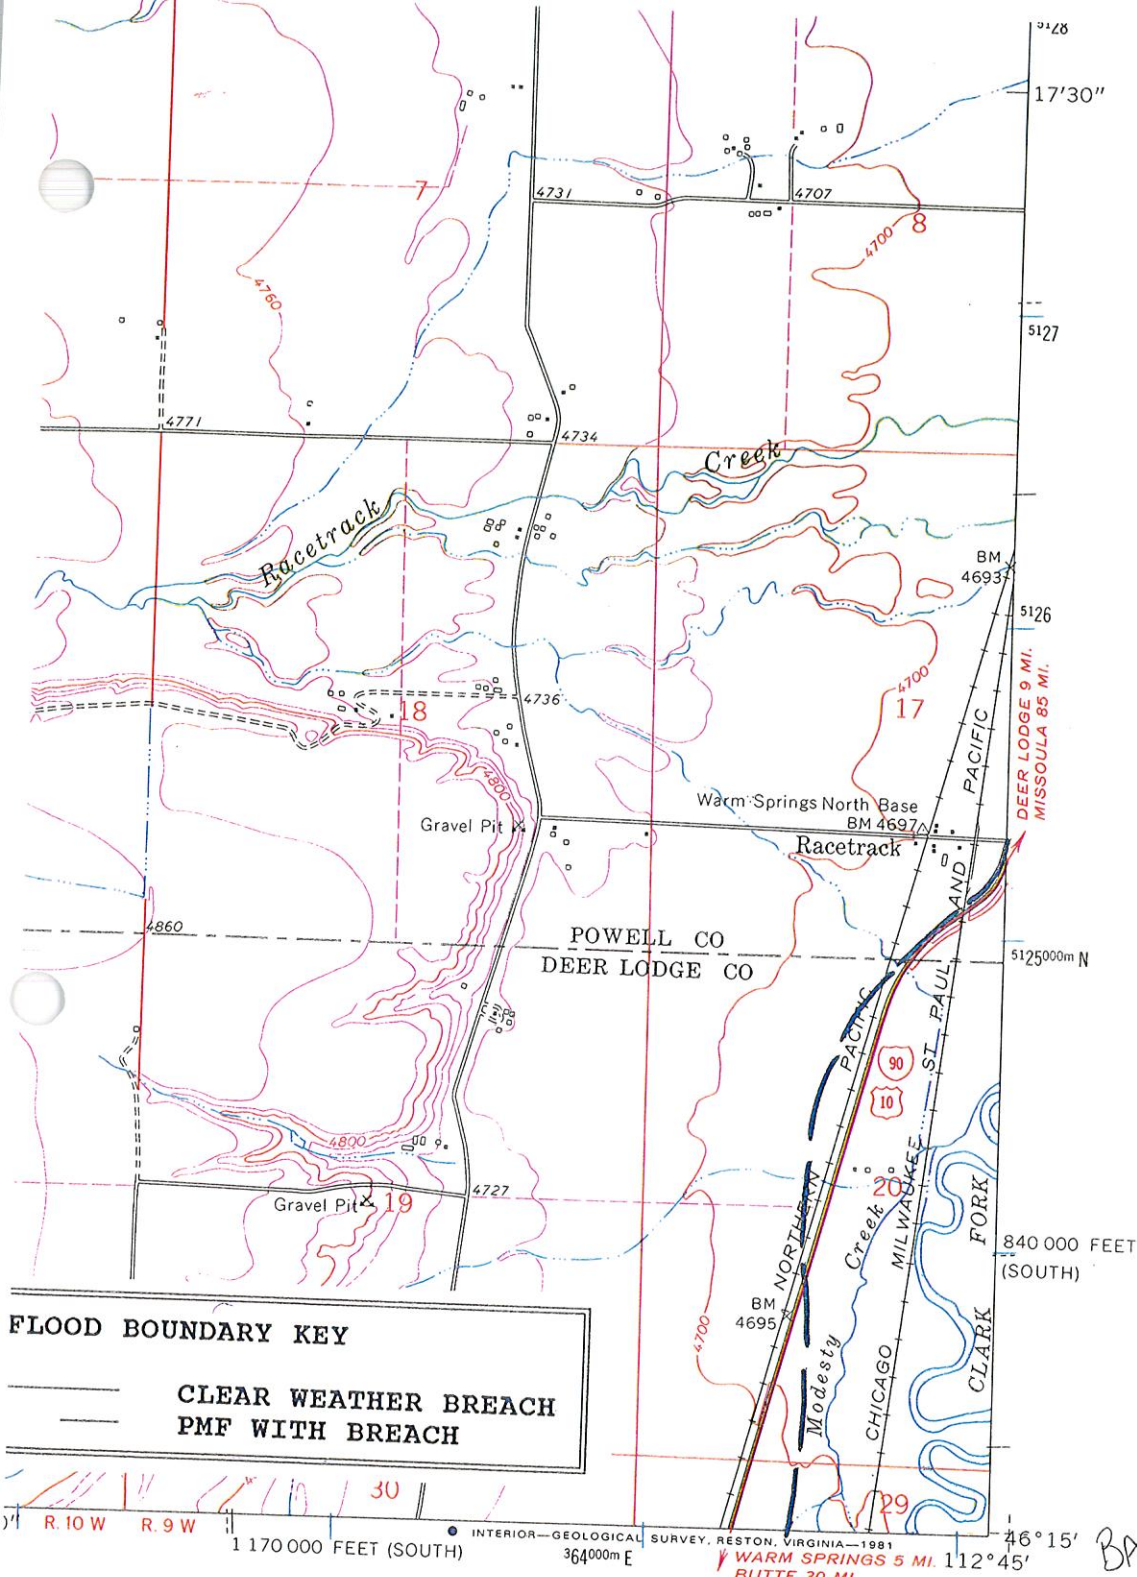 5128
17'30"
7
4731
4707
8
4700
4760
5127
4771
4734
Creek
Racetrack
BM
4693
5126
4736
18
4700
17
DEER LODGE 9 MI.
MISSOULA 85 MI.
PACIFIC
4800
Warm Springs North Base
BM 4697
Gravel Pit
Racetrack
AND
4860
POWELL CO
DEER LODGE CO
5125000m N
ST PAUL
PACIFIC
90
10
4800
MILWAUKEE
4727
20
Gravel Pit
19
NORTHERN
Creek
FORK
840 000 FEET
(SOUTH)
BM
4695
4700
Modesty
CHICAGO
CLARK
FLOOD BOUNDARY KEY
CLEAR WEATHER BREACH
PMF WITH BREACH
30
29
0"
R. 10 W
R. 9 W
INTERIOR—GEOLOGICAL SURVEY, RESTON, VIRGINIA—1981
46°15'
1 170 000 FEET (SOUTH)
364000m E
WARM SPRINGS 5 MI.
112°45'